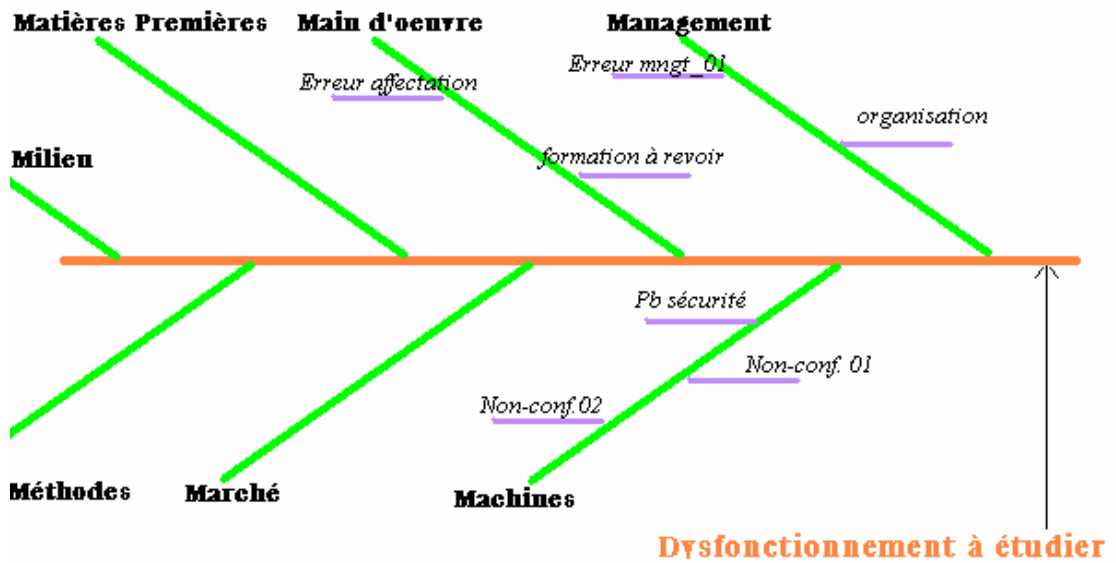 Matières Premières
Main d'oeuvre
Management
Erreur mngt_01
Erreur affectation
organisation
formation à revoir
Milieu
Pb sécurité
Non-conf. 01
Non-conf.02
Méthodes
Marché
Machines
Dysfonctionnement à étudier